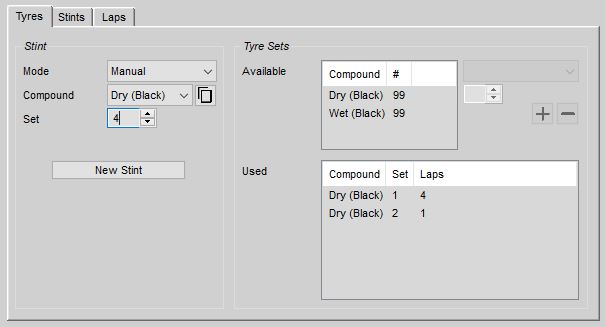 Tyres Stints Laps
Stint
Mode Manual
Compound Dry (Black)
Set 4
New Stint
Tyre Sets
Available
Compound #
Dry (Black) 99
Wet (Black) 99
Used
Compound Set Laps
Dry (Black) 1 4
Dry (Black) 2 1